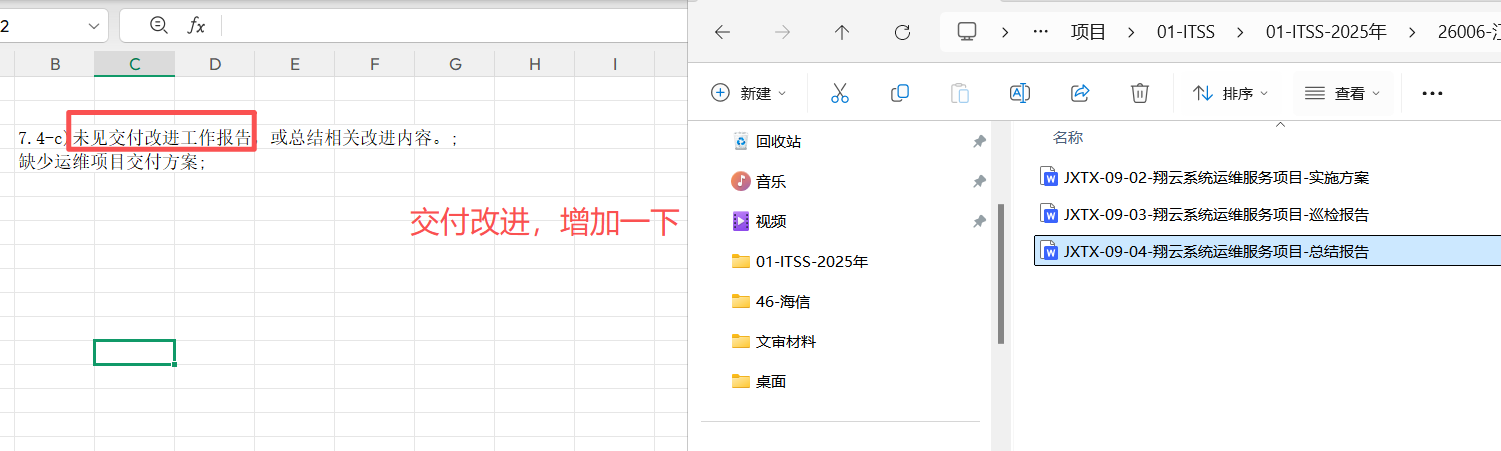 2
fx
项目 01-ITSS 01-ITSS-2025年 26006-江
B C D E F G H I
新建 排序 查看
名称
7.4-c)未见交付改进工作报告，或总结相关改进内容。;
缺少运维项目交付方案;
交付改进，增加一下
回收站
音乐
视频
01-ITSS-2025年
46-海信
文审材料
桌面
JXTX-09-02-翔云系统运维服务项目-实施方案
JXTX-09-03-翔云系统运维服务项目-巡检报告
JXTX-09-04-翔云系统运维服务项目-总结报告